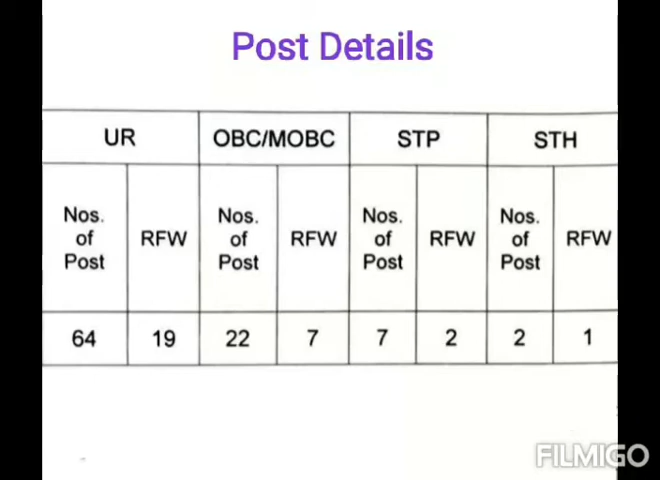 Post Details
UR OBC/MOBC STP STH
Nos. of Post RFW Nos. of Post RFW Nos. of Post RFW Nos. of Post RFW
64 19 22 7 7 2 2 1
FILMIGO